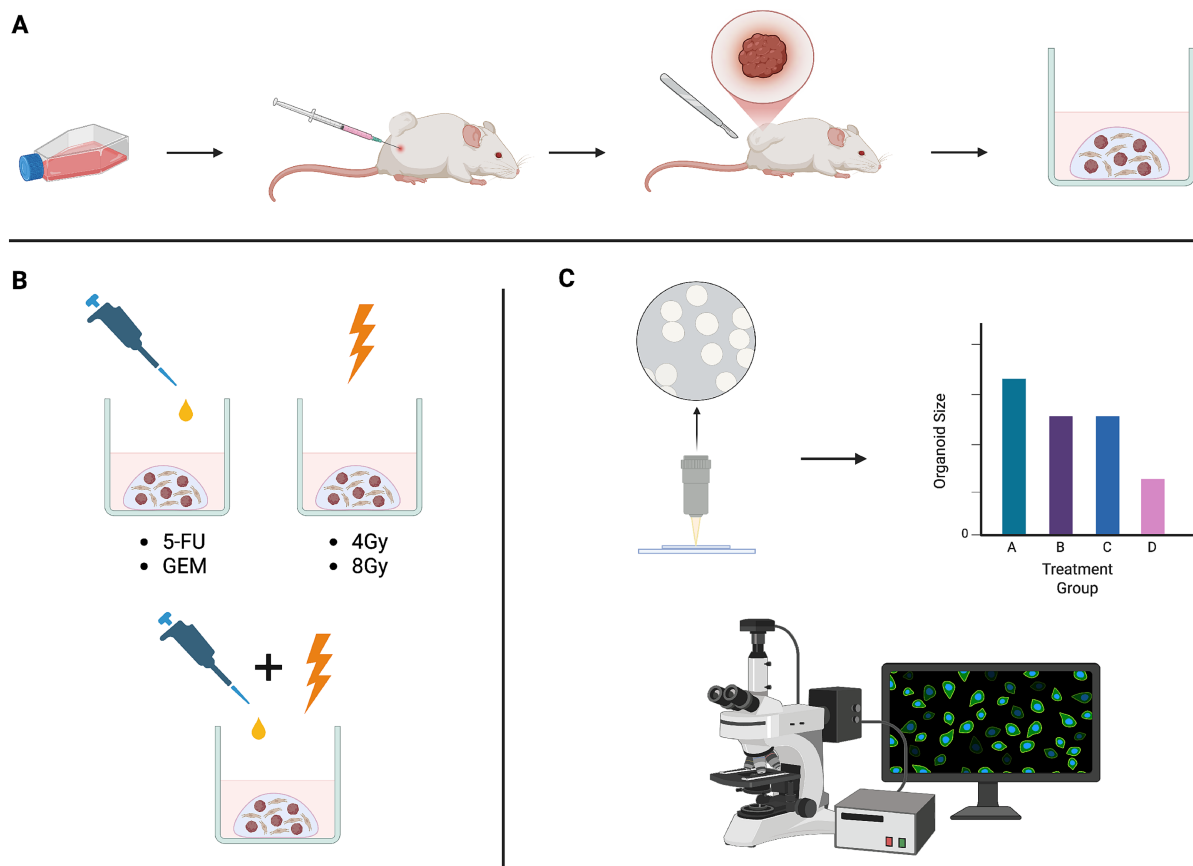 A
B
• 5-FU
• GEM
• 4Gy
• 8Gy
+
C
Organoid Size
0
A B C D
Treatment
Group